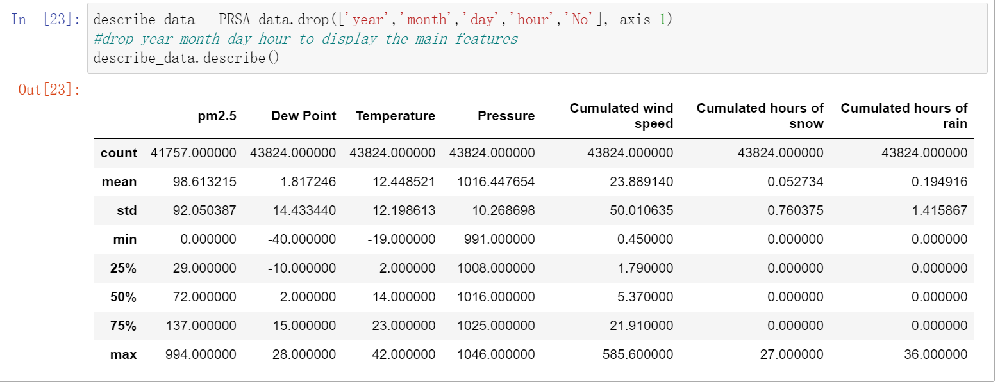 In [23]: describe_data = PRSA_data.drop(['year','month','day','hour','No'], axis=1)
#drop year month day hour to display the main features
describe_data.describe()
Out[23]:
pm2.5 Dew Point Temperature Pressure Cumulated wind speed Cumulated hours of snow Cumulated hours of rain
count 41757.000000 43824.000000 43824.000000 43824.000000 43824.000000 43824.000000 43824.000000
mean 98.613215 1.817246 12.448521 1016.447654 23.889140 0.052734 0.194916
std 92.050387 14.433440 12.198613 10.268698 50.010635 0.760375 1.415867
min 0.000000 -40.000000 -19.000000 991.000000 0.450000 0.000000 0.000000
25% 29.000000 -10.000000 2.000000 1008.000000 1.790000 0.000000 0.000000
50% 72.000000 2.000000 14.000000 1016.000000 5.370000 0.000000 0.000000
75% 137.000000 15.000000 23.000000 1025.000000 21.910000 0.000000 0.000000
max 994.000000 28.000000 42.000000 1046.000000 585.600000 27.000000 36.000000